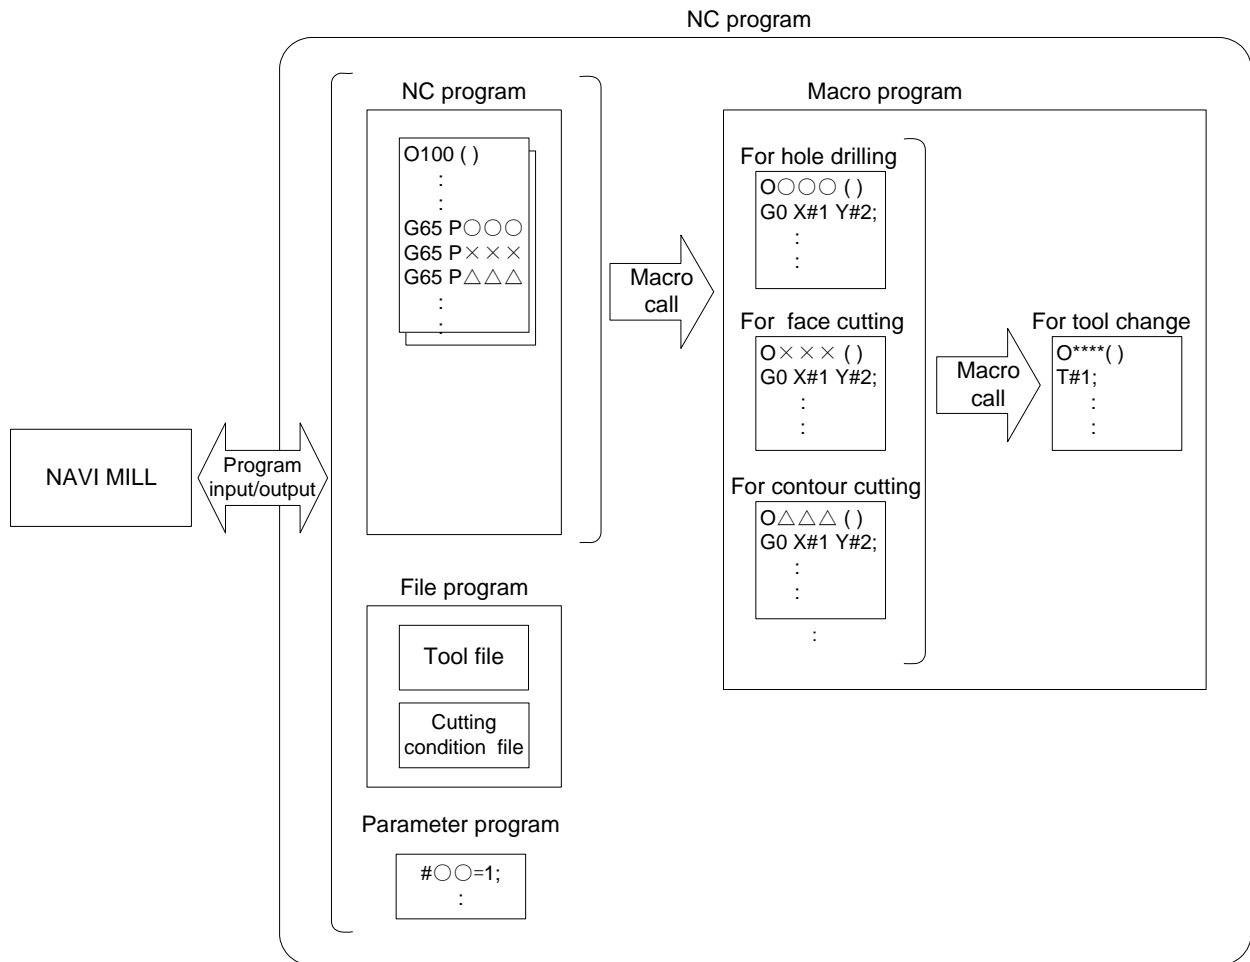 NC program
NC program
O100 ( )
:
:
G65 P○○○
G65 P×××
G65 P△△△
:
:
Macro
call
Macro program
For hole drilling
O○○○ ( )
G0 X#1 Y#2;
:
:
For face cutting
O××× ( )
G0 X#1 Y#2;
:
:
For contour cutting
O△△△ ( )
G0 X#1 Y#2;
:
:
:
Macro
call
For tool change
O****( )
T#1;
:
:
NAVI MILL
Program
input/output
File program
Tool file
Cutting
condition file
Parameter program
#○○=1;
: